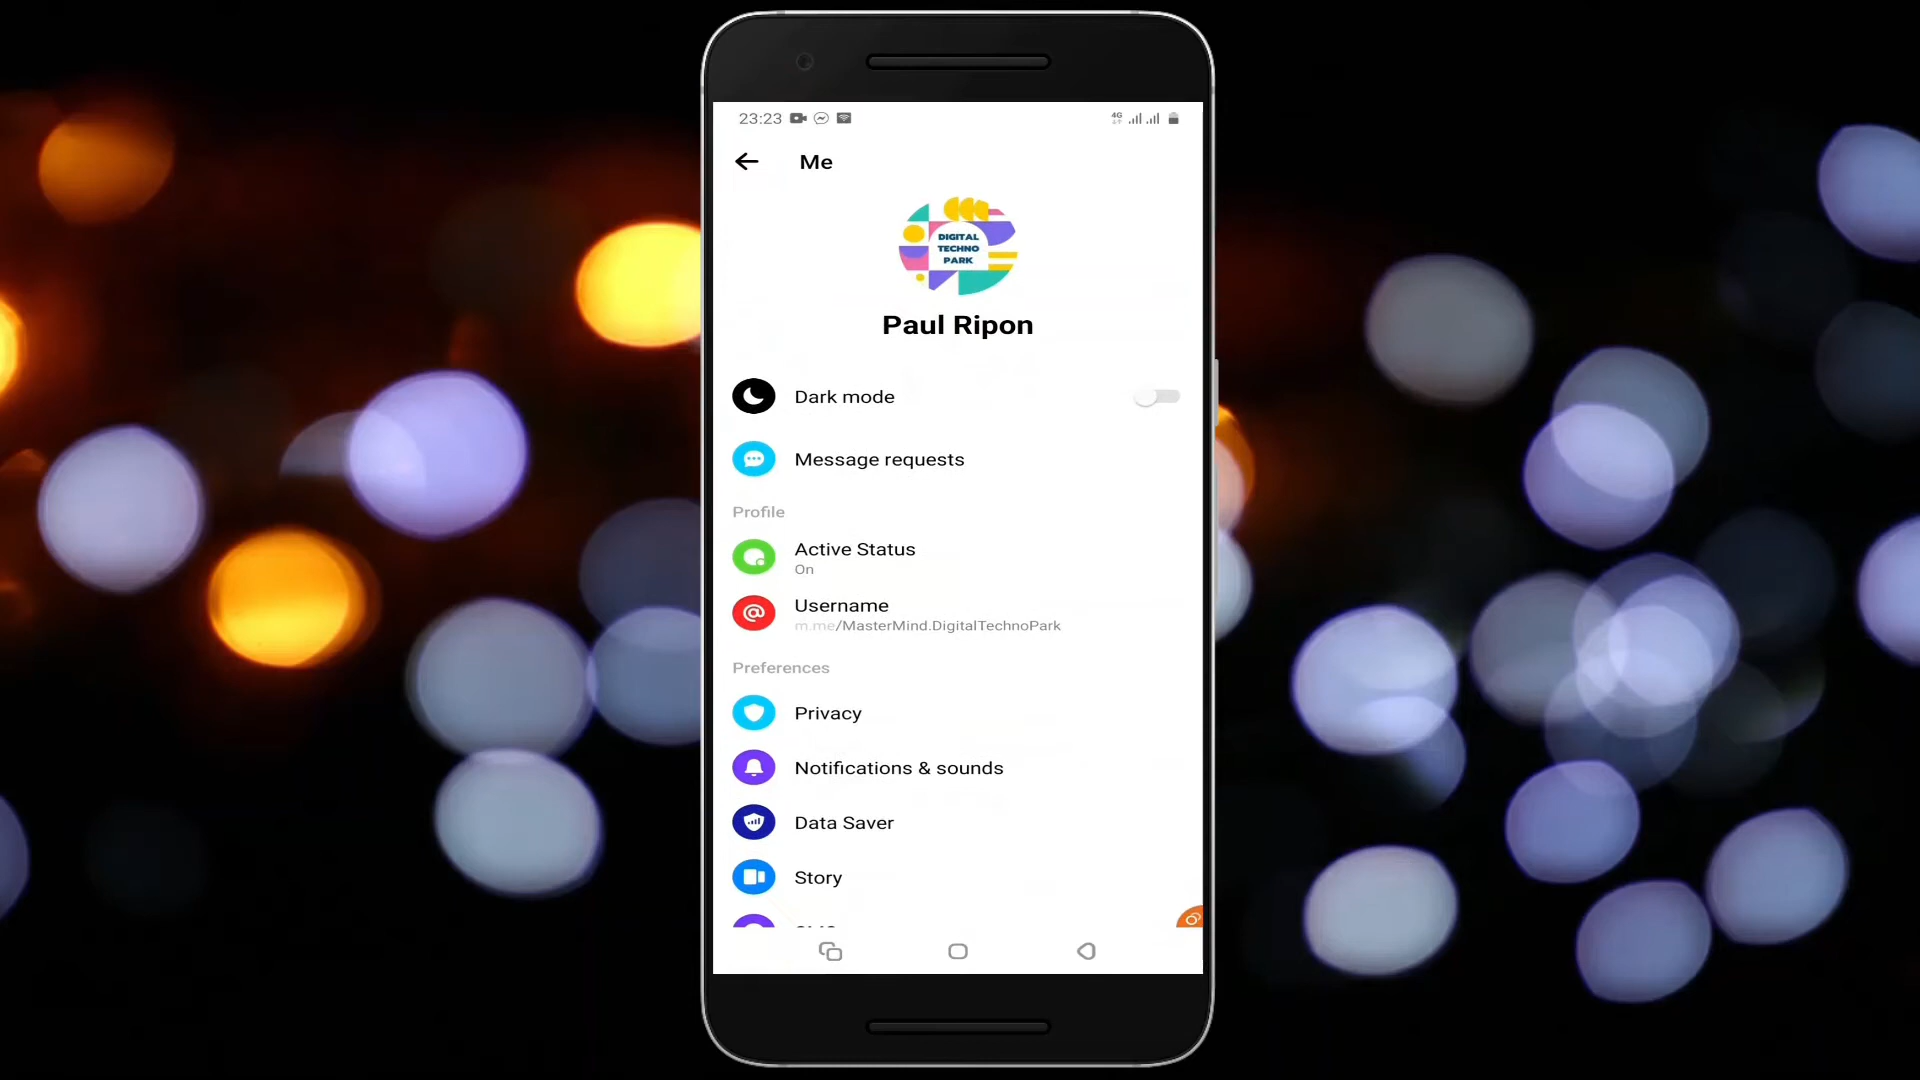 23:23
4G
Me
DIGITAL
TECHNO
PARK
Paul Ripon
Dark mode
Message requests
Profile
Active Status
On
Username
m.me/MasterMind.DigitalTechnoPark
Preferences
Privacy
Notifications & sounds
Data Saver
Story